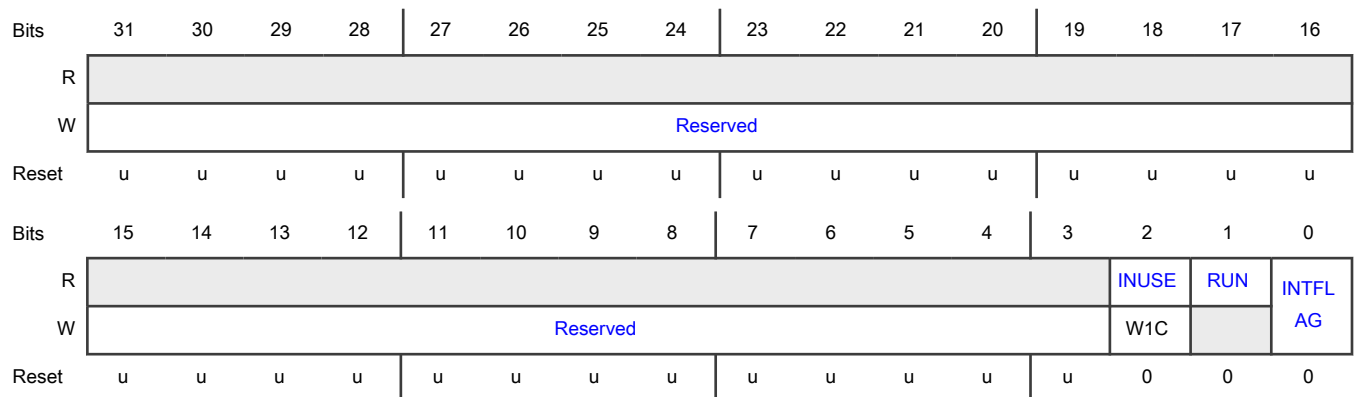 Bits 31 30 29 28 27 26 25 24 23 22 21 20 19 18 17 16
R
W Reserved
Reset u u u u u u u u u u u u u u u u
Bits 15 14 13 12 11 10 9 8 7 6 5 4 3 2 1 0
R INUSE RUN INTFL
W Reserved W1C AG
Reset u u u u u u u u u u u u u 0 0 0